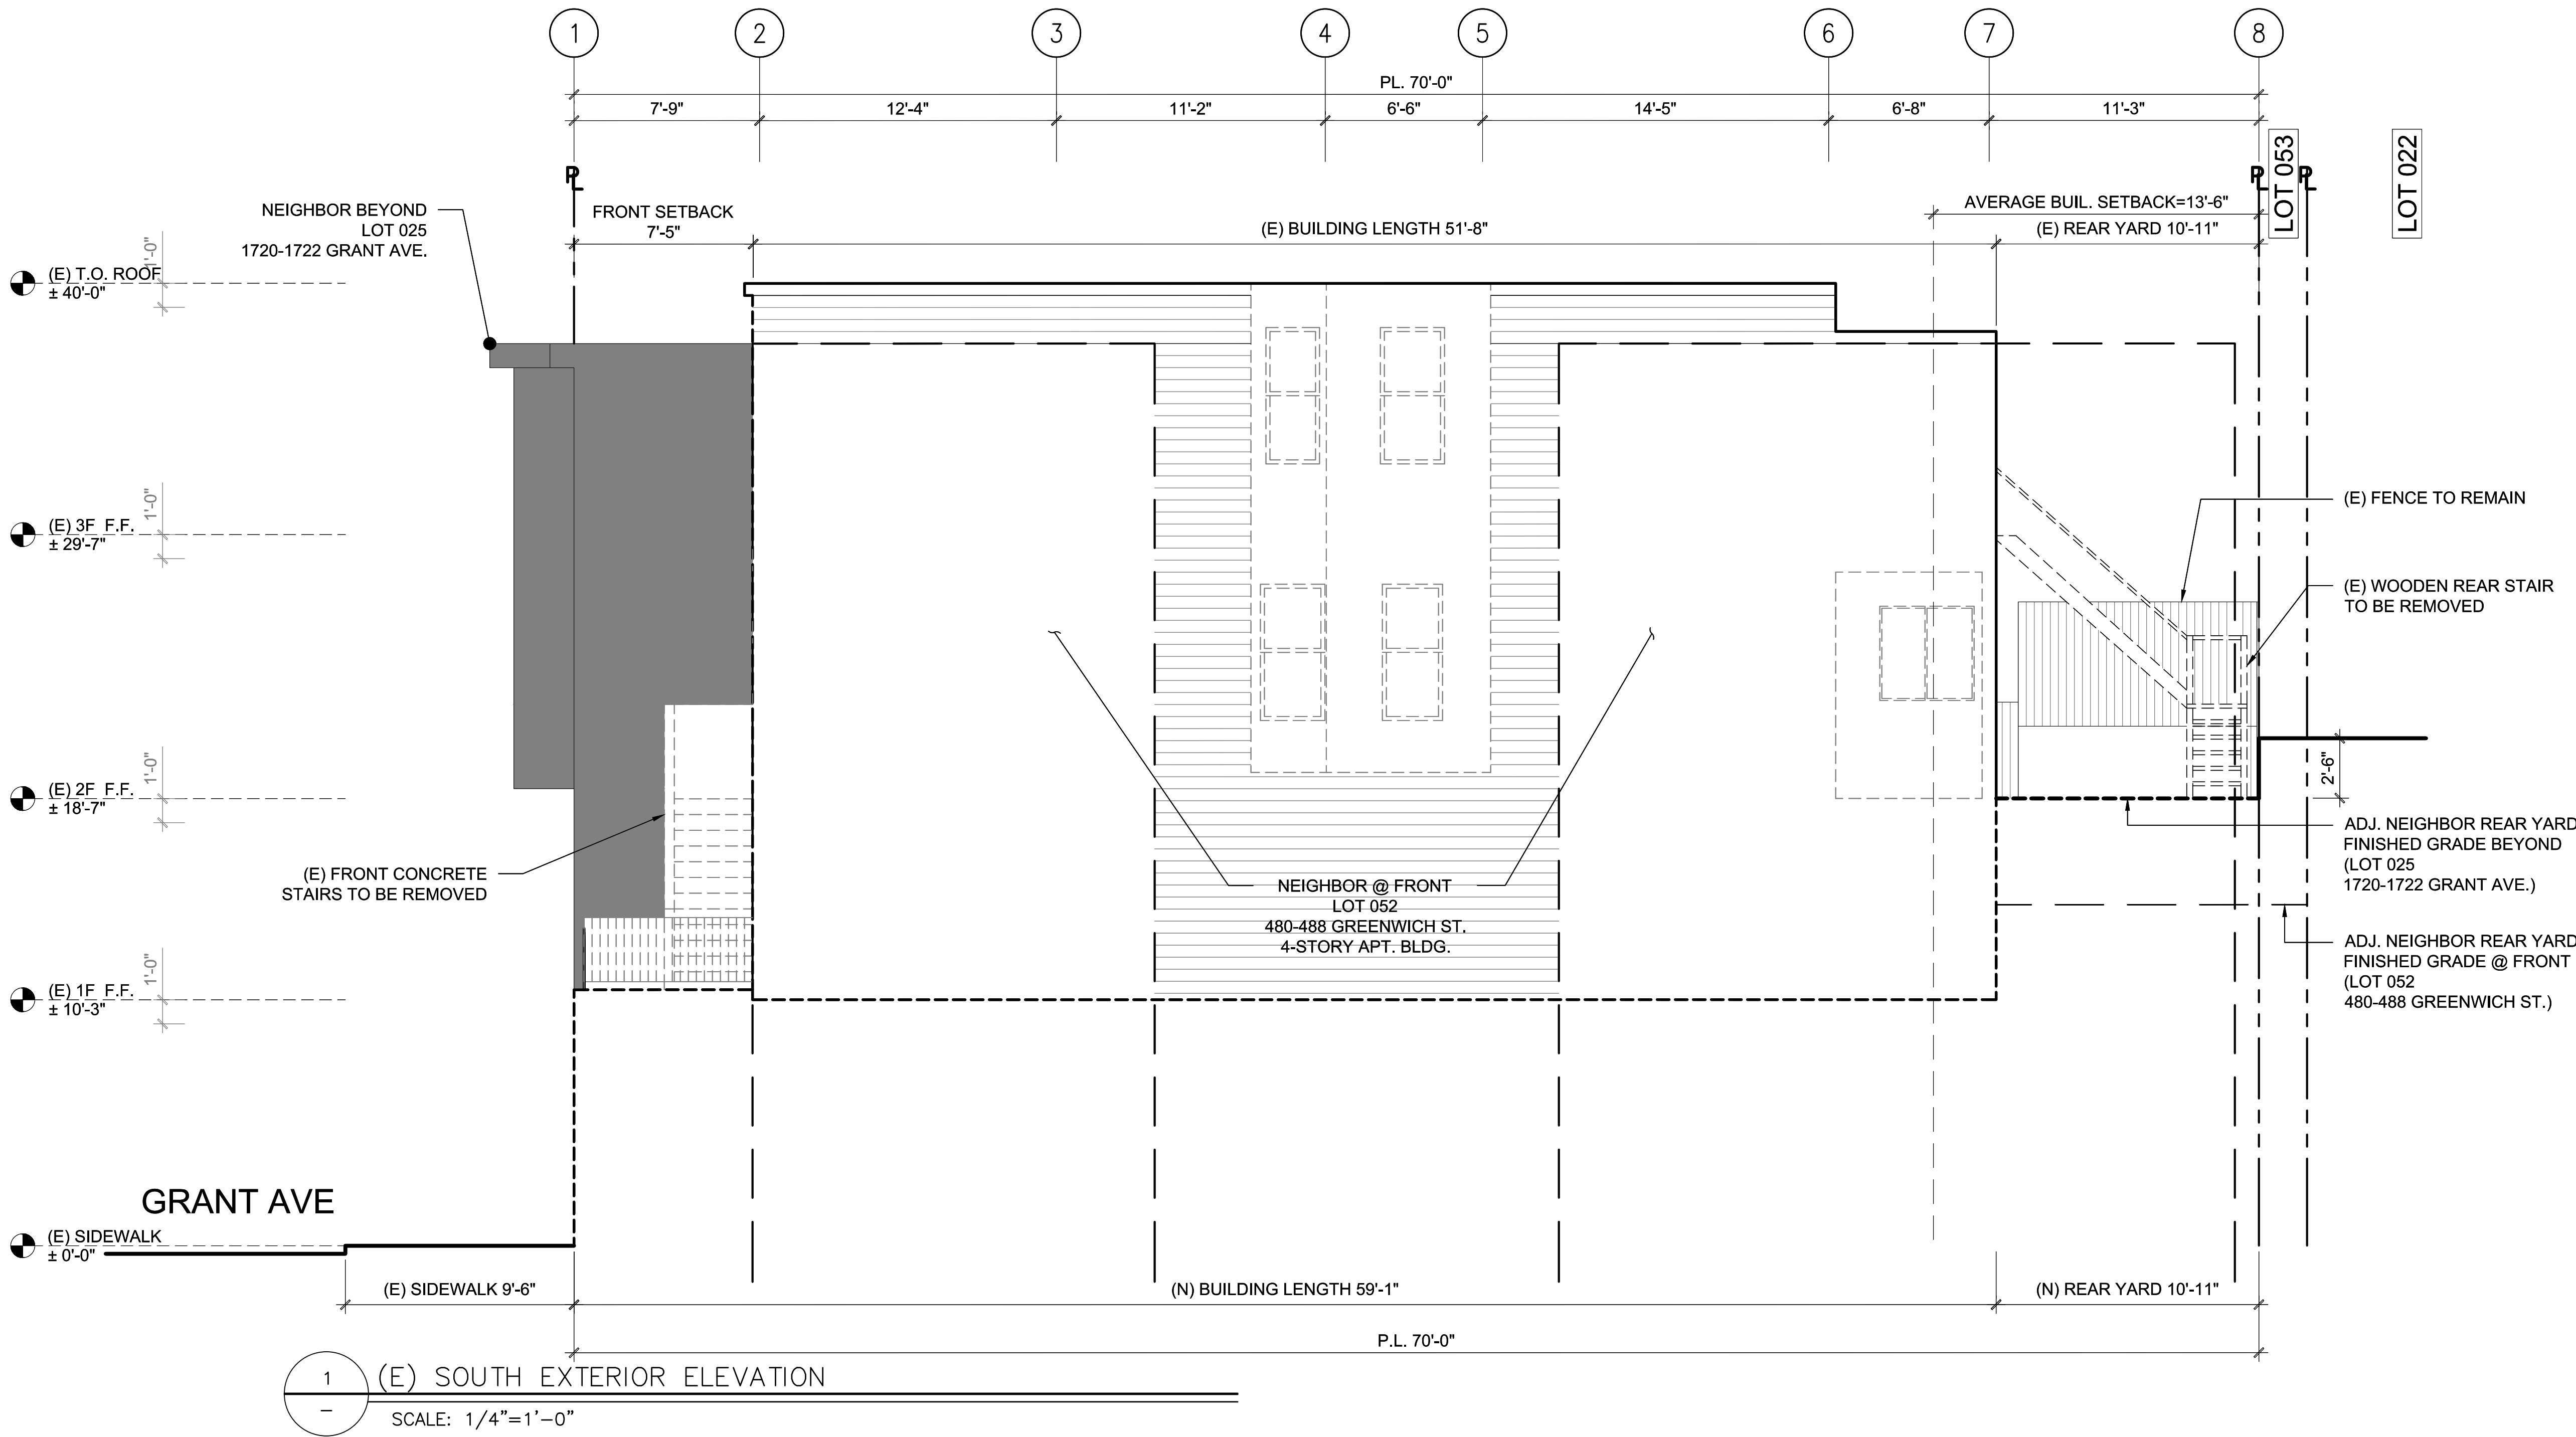 1 2 3 4 5 6 7 8
PL. 70'-0"
7'-9" 12'-4" 11'-2" 6'-6" 14'-5" 6'-8" 11'-3"
LOT 053
LOT 022
PL
PL
PL
NEIGHBOR BEYOND
LOT 025
1720-1722 GRANT AVE.
FRONT SETBACK
7'-5"
(E) BUILDING LENGTH 51'-8"
AVERAGE BUIL. SETBACK=13'-6"
(E) REAR YARD 10'-11"
(E) T.O. ROOF
± 40'-0"
1'-0"
(E) 3F F.F.
± 29'-7"
1'-0"
(E) FENCE TO REMAIN
(E) WOODEN REAR STAIR
TO BE REMOVED
(E) 2F F.F.
± 18'-7"
1'-0"
2'-6"
ADJ. NEIGHBOR REAR YARD
FINISHED GRADE BEYOND
(LOT 025
1720-1722 GRANT AVE.)
(E) FRONT CONCRETE
STAIRS TO BE REMOVED
NEIGHBOR @ FRONT
LOT 052
480-488 GREENWICH ST.
4-STORY APT. BLDG.
ADJ. NEIGHBOR REAR YARD
FINISHED GRADE @ FRONT
(LOT 052
480-488 GREENWICH ST.)
(E) 1F F.F.
± 10'-3"
1'-0"
GRANT AVE
(E) SIDEWALK
± 0'-0"
(E) SIDEWALK 9'-6"
(N) BUILDING LENGTH 59'-1"
(N) REAR YARD 10'-11"
P.L. 70'-0"
1
–
(E) SOUTH EXTERIOR ELEVATION
SCALE: 1/4"=1'-0"